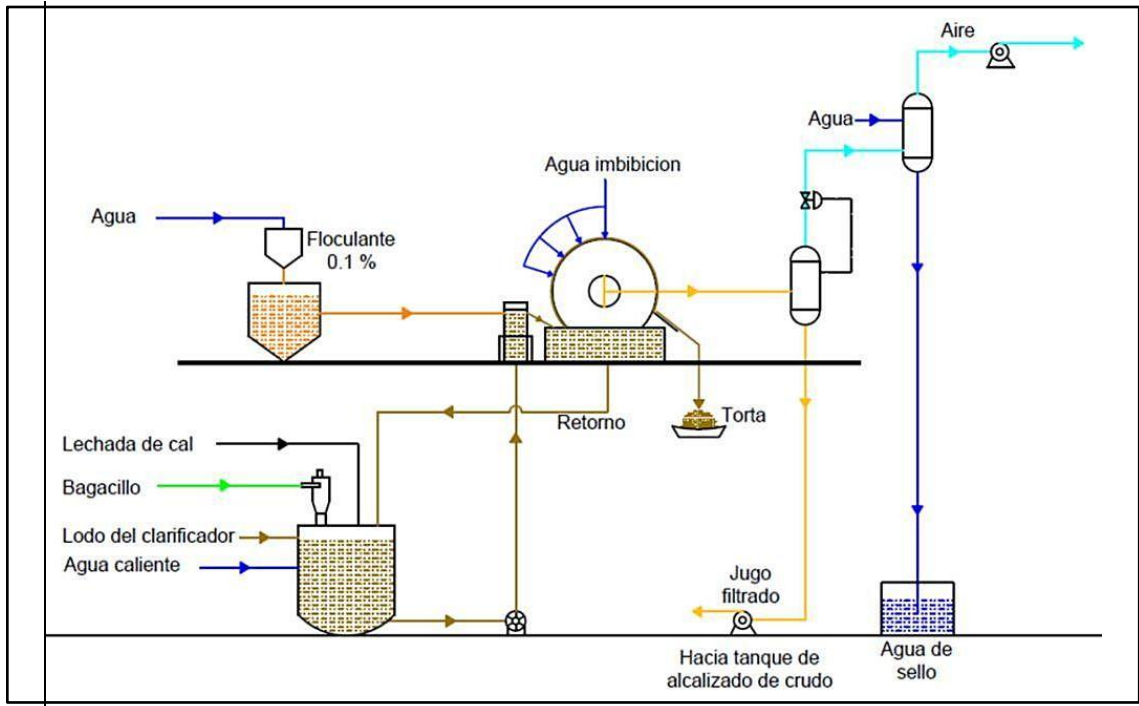 Aire
Agua
Agua imbibicion
Agua
Floculante
0.1 %
Retorno
Torta
Lechada de cal
Bagacillo
Lodo del clarificador
Agua caliente
Jugo
filtrado
Hacia tanque de
alcalizado de crudo
Agua de
sello